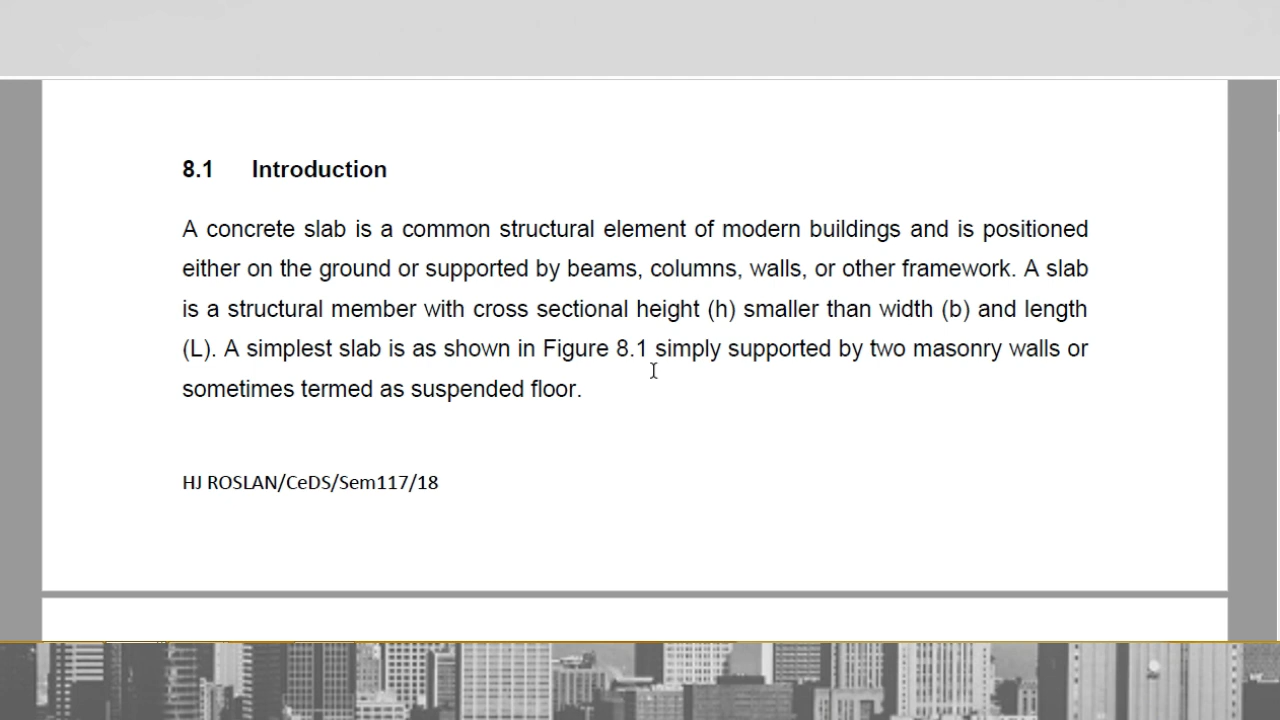 8.1 Introduction
A concrete slab is a common structural element of modern buildings and is positioned
either on the ground or supported by beams, columns, walls, or other framework. A slab
is a structural member with cross sectional height (h) smaller than width (b) and length
(L). A simplest slab is as shown in Figure 8.1 simply supported by two masonry walls or
sometimes termed as suspended floor.
HJ ROSLAN/CeDS/Sem117/18